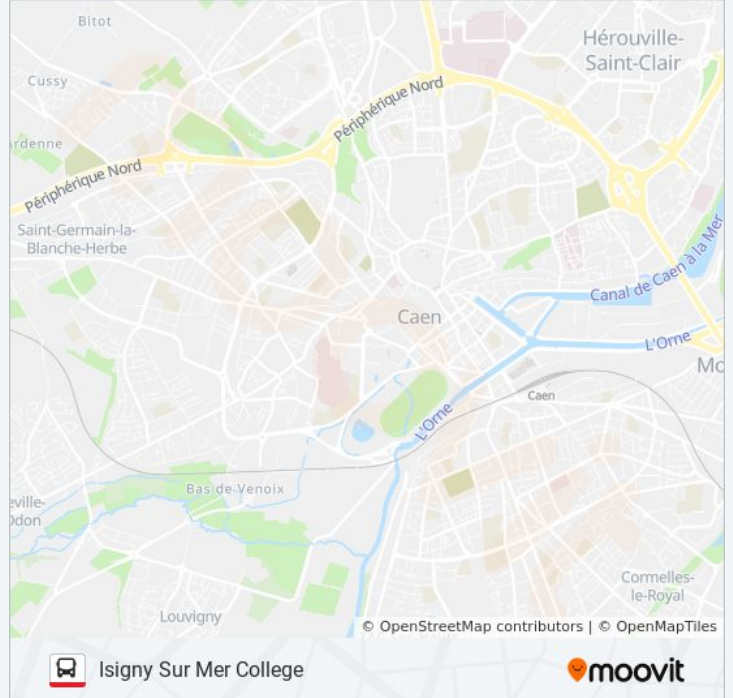 Bitot
Hérouville-
Saint-Clair
Cussy
Périphérique Nord
Ardenne
Périphérique Nord
Saint-Germain-la-
Blanche-Herbe
Canal de Caen à la Mer
Caen
L'Orne
Mo
Caen
L'Orne
Bas de Venoix
eville-
Odon
Cormelles-
le-Royal
Louvigny
© OpenStreetMap contributors | © OpenMapTiles
Isigny Sur Mer College
moovit